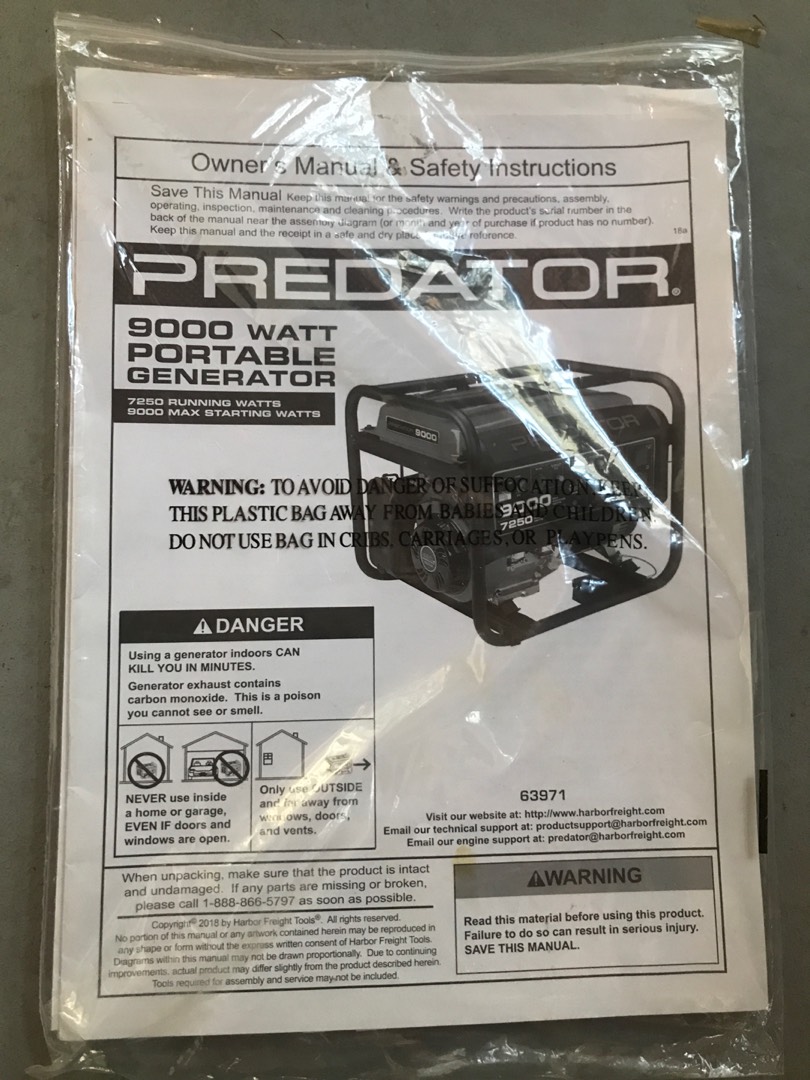 Owner's Manual & Safety Instructions
Save This Manual Keep this manual for the safety warnings and precautions, assembly,
operating, inspection, maintenance and cleaning procedures. Write the product's serial number in the
back of the manual near the assembly diagram (or month and year of purchase if product has no number).
Keep this manual and the receipt in a safe and dry place for future reference.
18a
PREDATOR®
9000 WATT
PORTABLE
GENERATOR
7250 RUNNING WATTS
9000 MAX STARTING WATTS
PREDATOR 9000
PREDATOR
9000
7250
WARNING: TO AVOID DANGER OF SUFFOCATION, KEEP
THIS PLASTIC BAG AWAY FROM BABIES AND CHILDREN.
DO NOT USE BAG IN CRIBS, CARRIAGES, OR PLAYPENS.
⚠DANGER
Using a generator indoors CAN
KILL YOU IN MINUTES.
Generator exhaust contains
carbon monoxide. This is a poison
you cannot see or smell.
NEVER use inside
a home or garage,
EVEN IF doors and
windows are open.
Only use OUTSIDE
and far away from
windows, doors,
and vents.
63971
Visit our website at: http://www.harborfreight.com
Email our technical support at: productsupport@harborfreight.com
Email our engine support at: predator@harborfreight.com
When unpacking, make sure that the product is intact
and undamaged. If any parts are missing or broken,
please call 1-888-866-5797 as soon as possible.
Copyright© 2018 by Harbor Freight Tools®. All rights reserved.
No portion of this manual or any artwork contained herein may be reproduced in
any shape or form without the express written consent of Harbor Freight Tools.
Diagrams within this manual may not be drawn proportionally. Due to continuing
improvements, actual product may differ slightly from the product described herein.
Tools required for assembly and service may not be included.
⚠WARNING
Read this material before using this product.
Failure to do so can result in serious injury.
SAVE THIS MANUAL.